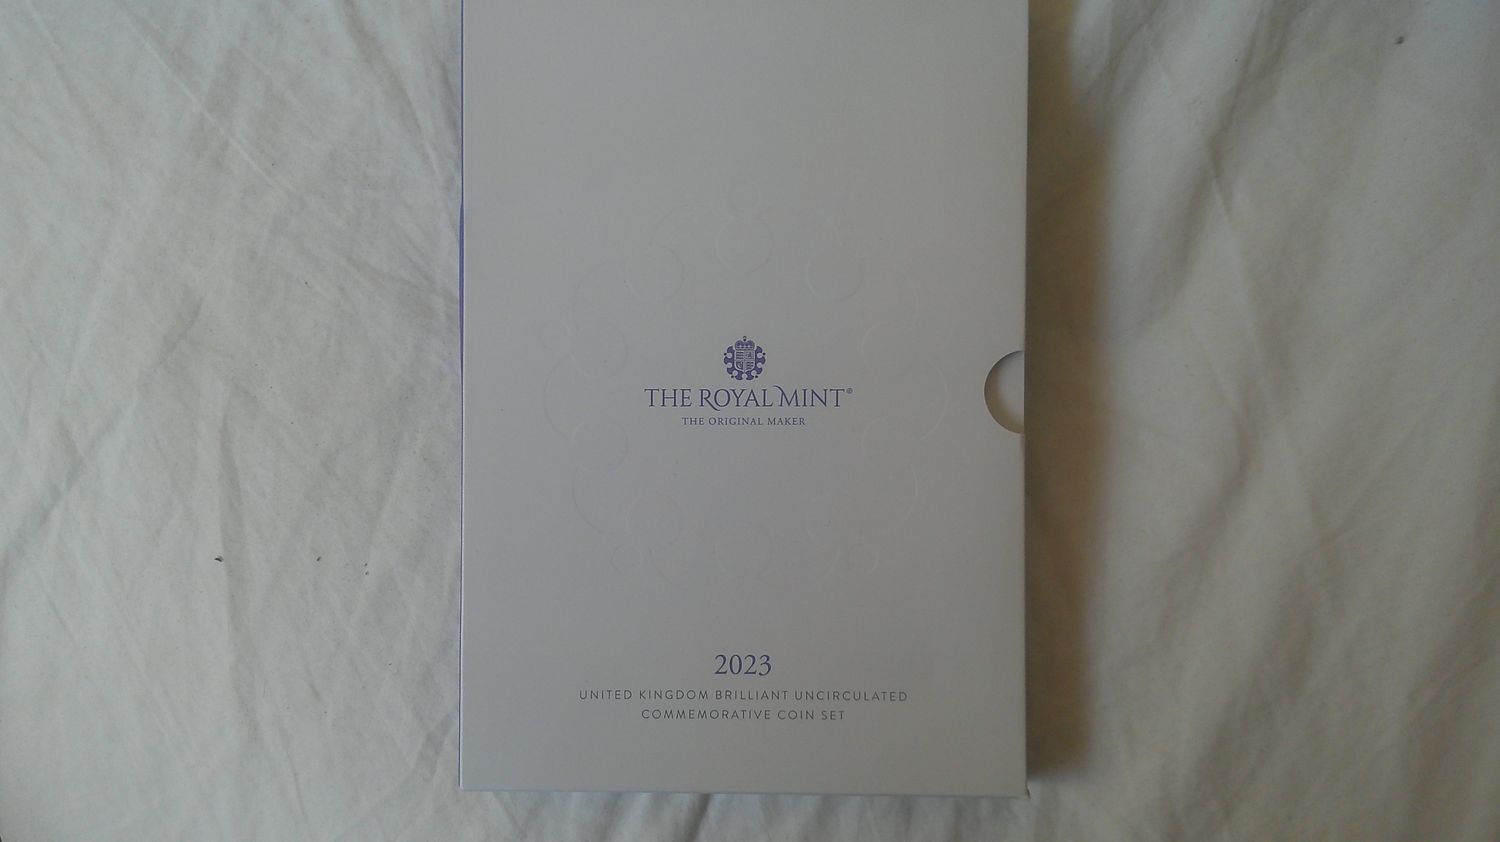 THE ROYAL MINT®
THE ORIGINAL MAKER
2023
UNITED KINGDOM BRILLIANT UNCIRCULATED
COMMEMORATIVE COIN SET